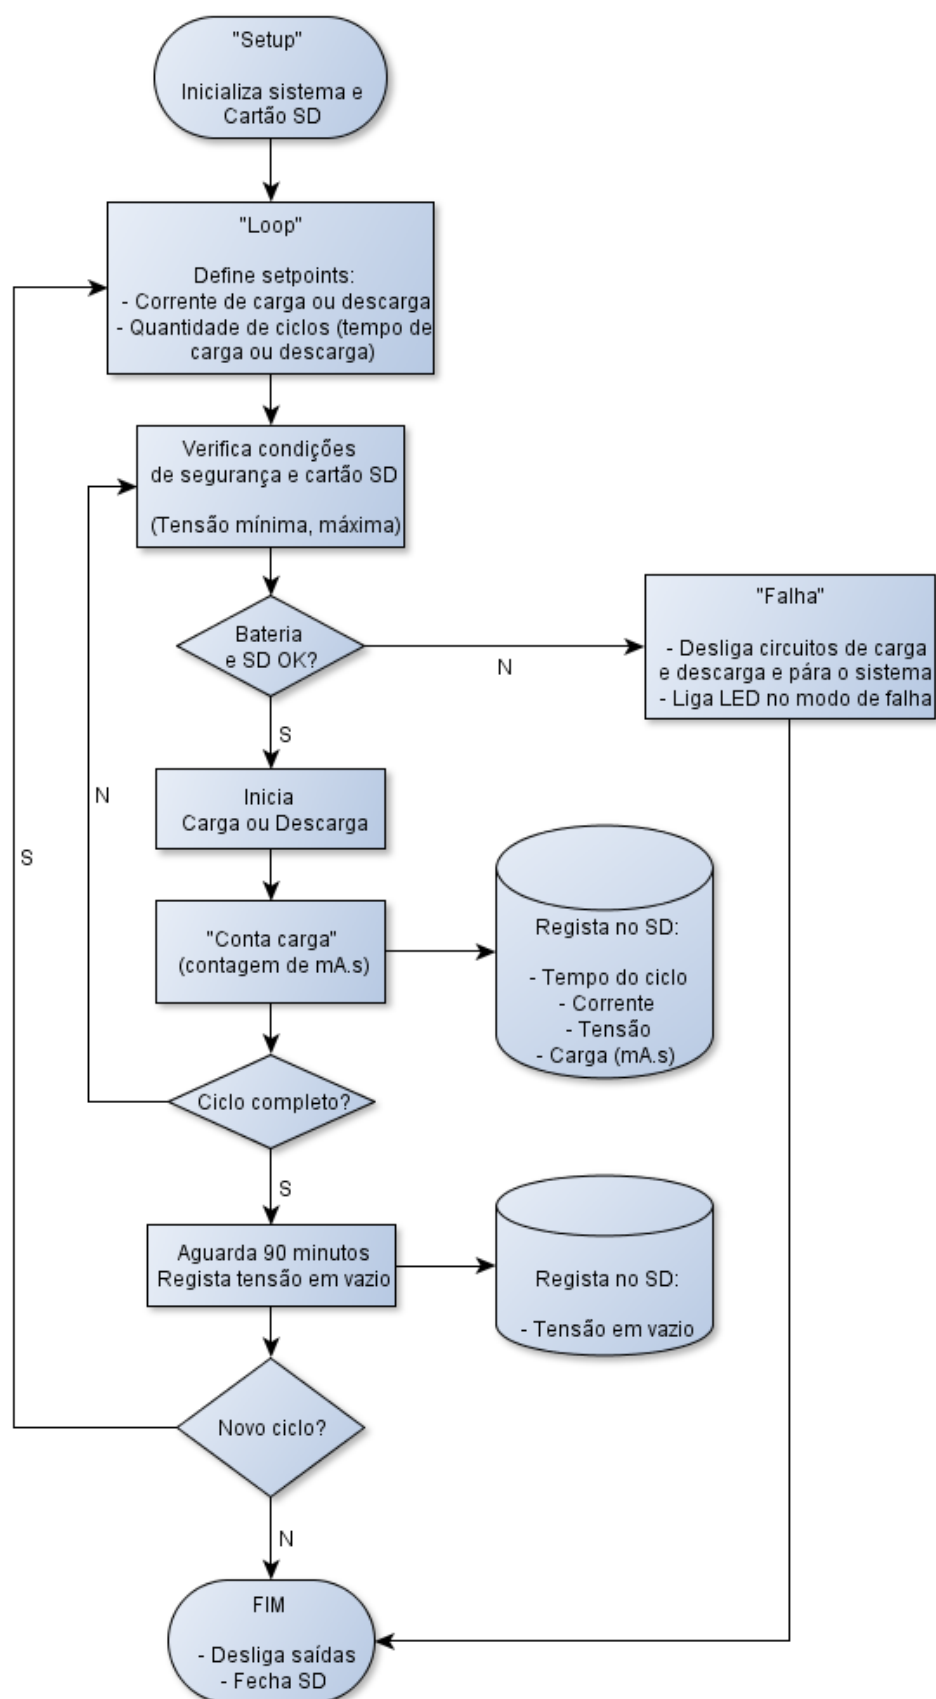 "Setup"
Inicializa sistema e
Cartão SD
"Loop"
Define setpoints:
- Corrente de carga ou descarga
- Quantidade de ciclos (tempo de
carga ou descarga)
Verifica condições
de segurança e cartão SD
(Tensão mínima, máxima)
Bateria
e SD OK?
N
"Falha"
- Desliga circuitos de carga
e descarga e pára o sistema
- Liga LED no modo de falha
S
Inicia
Carga ou Descarga
N
S
"Conta carga"
(contagem de mA.s)
Regista no SD:
- Tempo do ciclo
- Corrente
- Tensão
- Carga (mA.s)
Ciclo completo?
S
Aguarda 90 minutos
Regista tensão em vazio
Regista no SD:
- Tensão em vazio
Novo ciclo?
N
FIM
- Desliga saídas
- Fecha SD